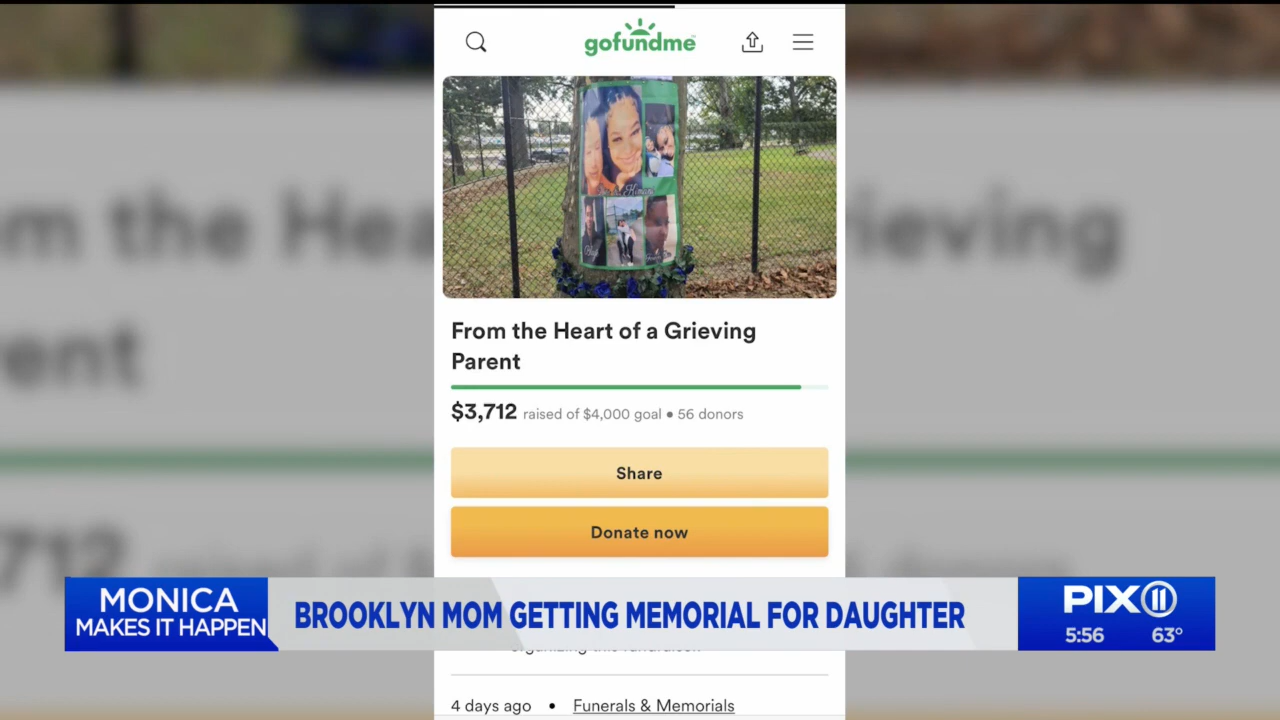 gofundme
From the Heart of a Grieving
Parent
$3,712 raised of $4,000 goal • 56 donors
Share
Donate now
MONICA
MAKES IT HAPPEN
BROOKLYN MOM GETTING MEMORIAL FOR DAUGHTER
PIX11
5:56 63°
4 days ago • Funerals & Memorials